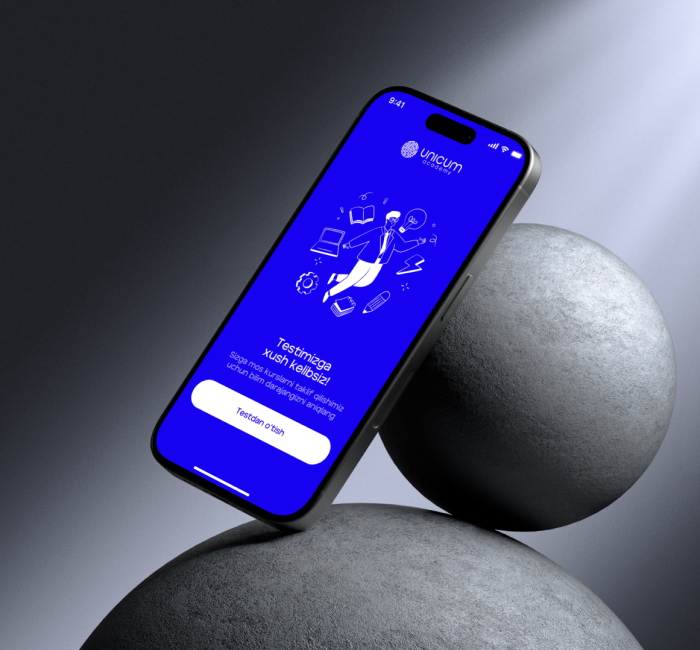 9:41
unicum
academy
Testimizga
xush kelibsiz!
Sizga mos kurslarni taklif qilishimiz
uchun bilim darajangizni aniqlang
Testdan o'tish